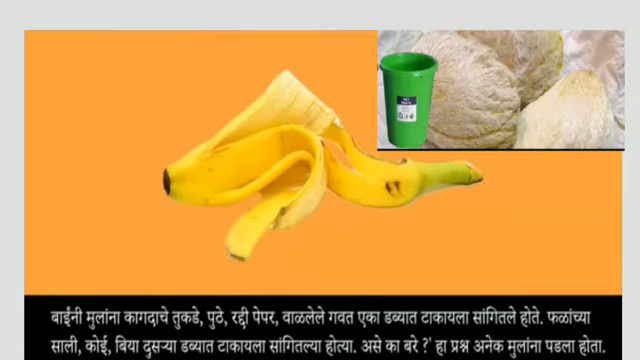 बाईंनी मुलांना कागदाचे तुकडे, पुठे, रद्दी पेपर, वाळलेले गवत एका डब्यात टाकायला सांगितले होते. फळांच्या
साली, कोई, बिया दुसऱ्या डब्यात टाकायला सांगितल्या होत्या. असे का बरे ?' हा प्रश्न अनेक मुलांना पडला होता.